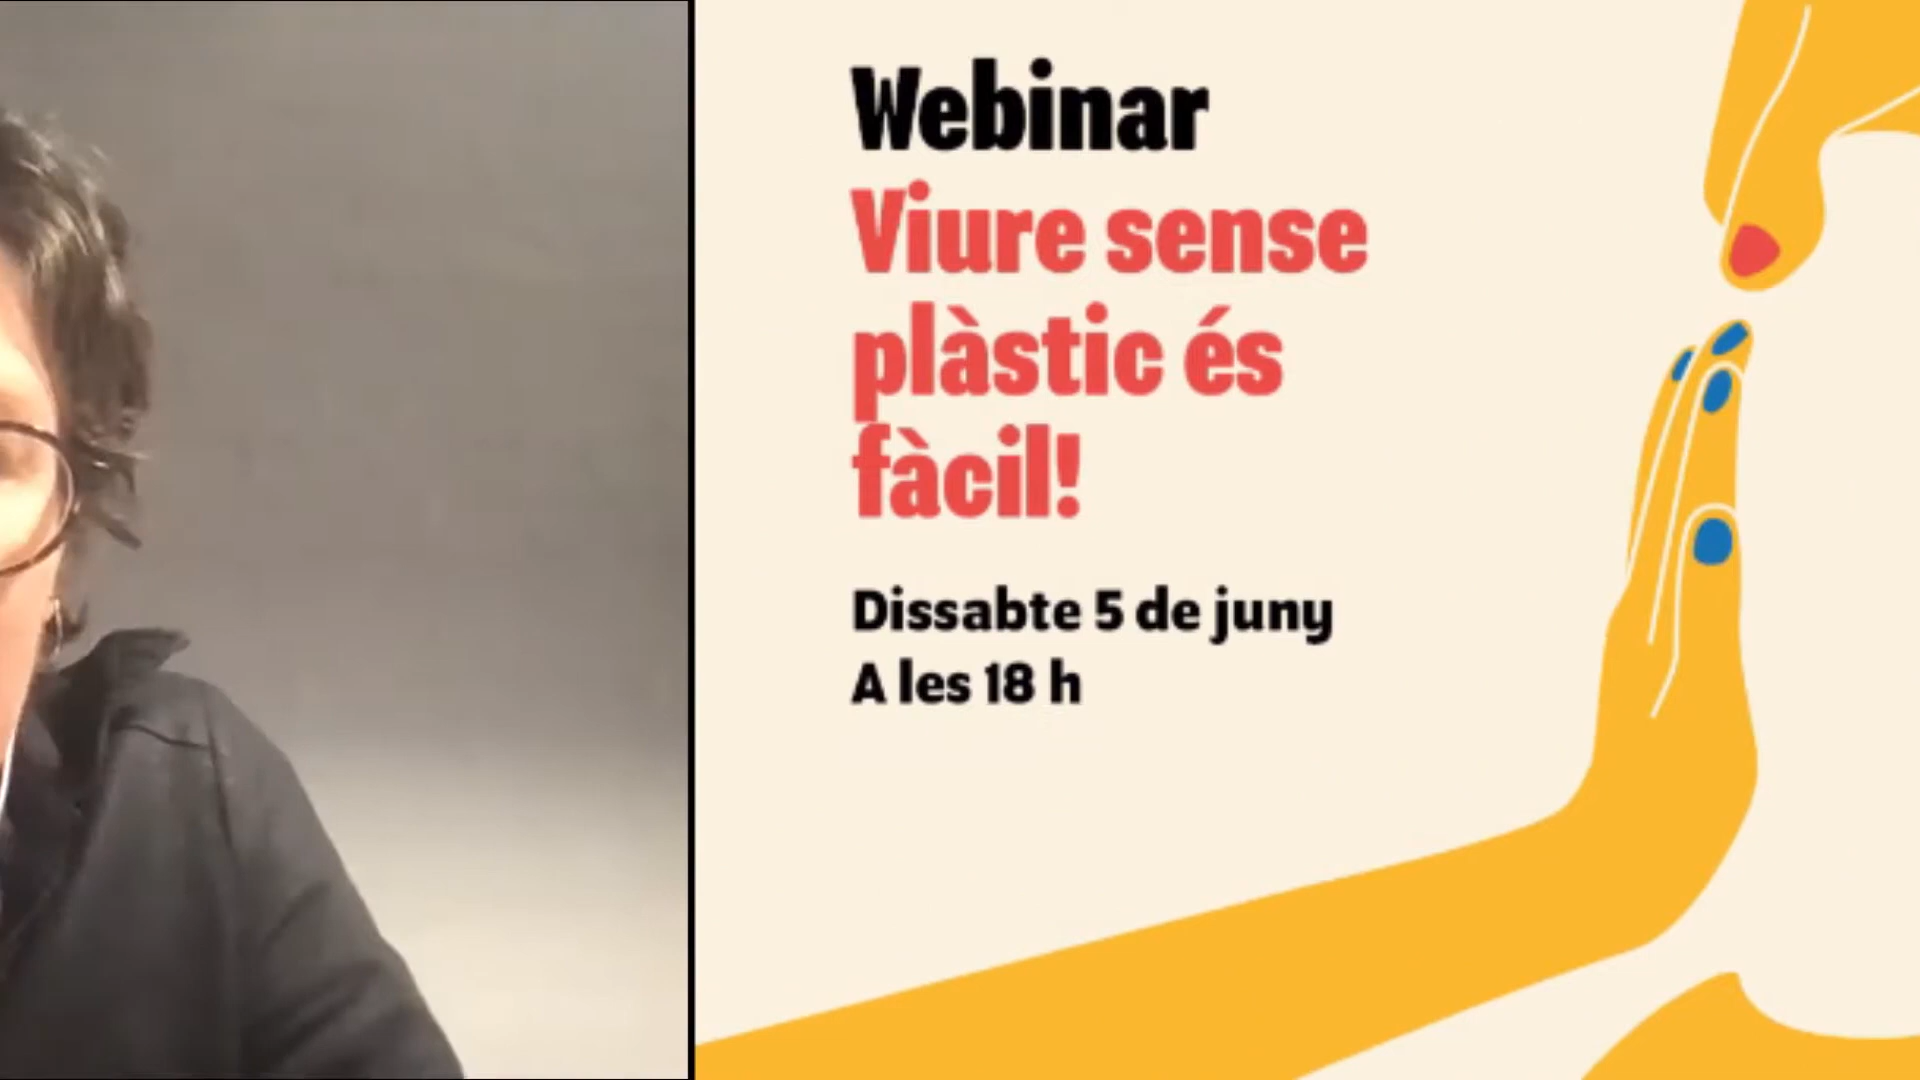 Webinar
Viure sense
plàstic és
fàcil!
Dissabte 5 de juny
A les 18 h